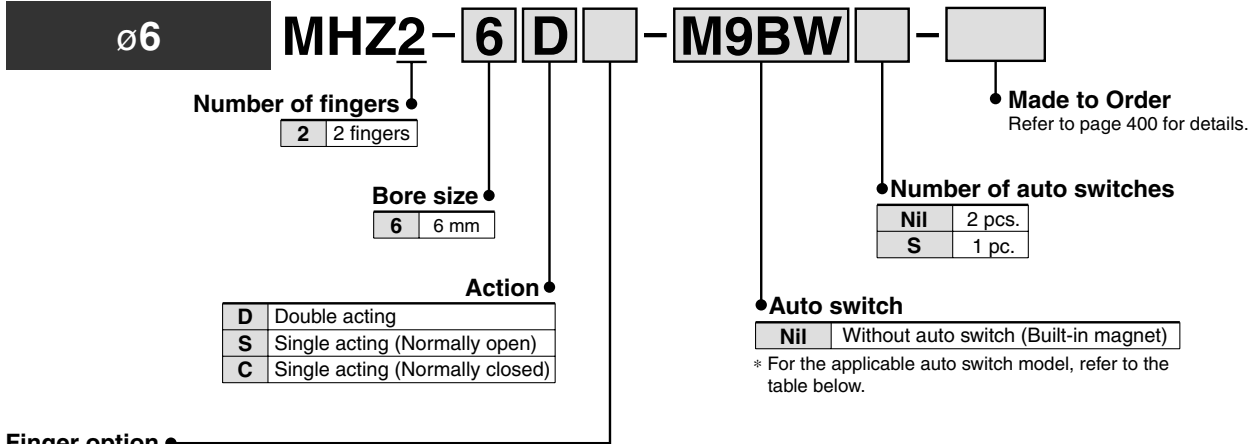 ø6
MHZ2-6D -M9BW -
Number of fingers
2 2 fingers
Made to Order
Refer to page 400 for details.
Bore size
6 6 mm
Number of auto switches
Nil 2 pcs.
S 1 pc.
Action
D Double acting
S Single acting (Normally open)
C Single acting (Normally closed)
Auto switch
Nil Without auto switch (Built-in magnet)
* For the applicable auto switch model, refer to the
table below.
Finger option